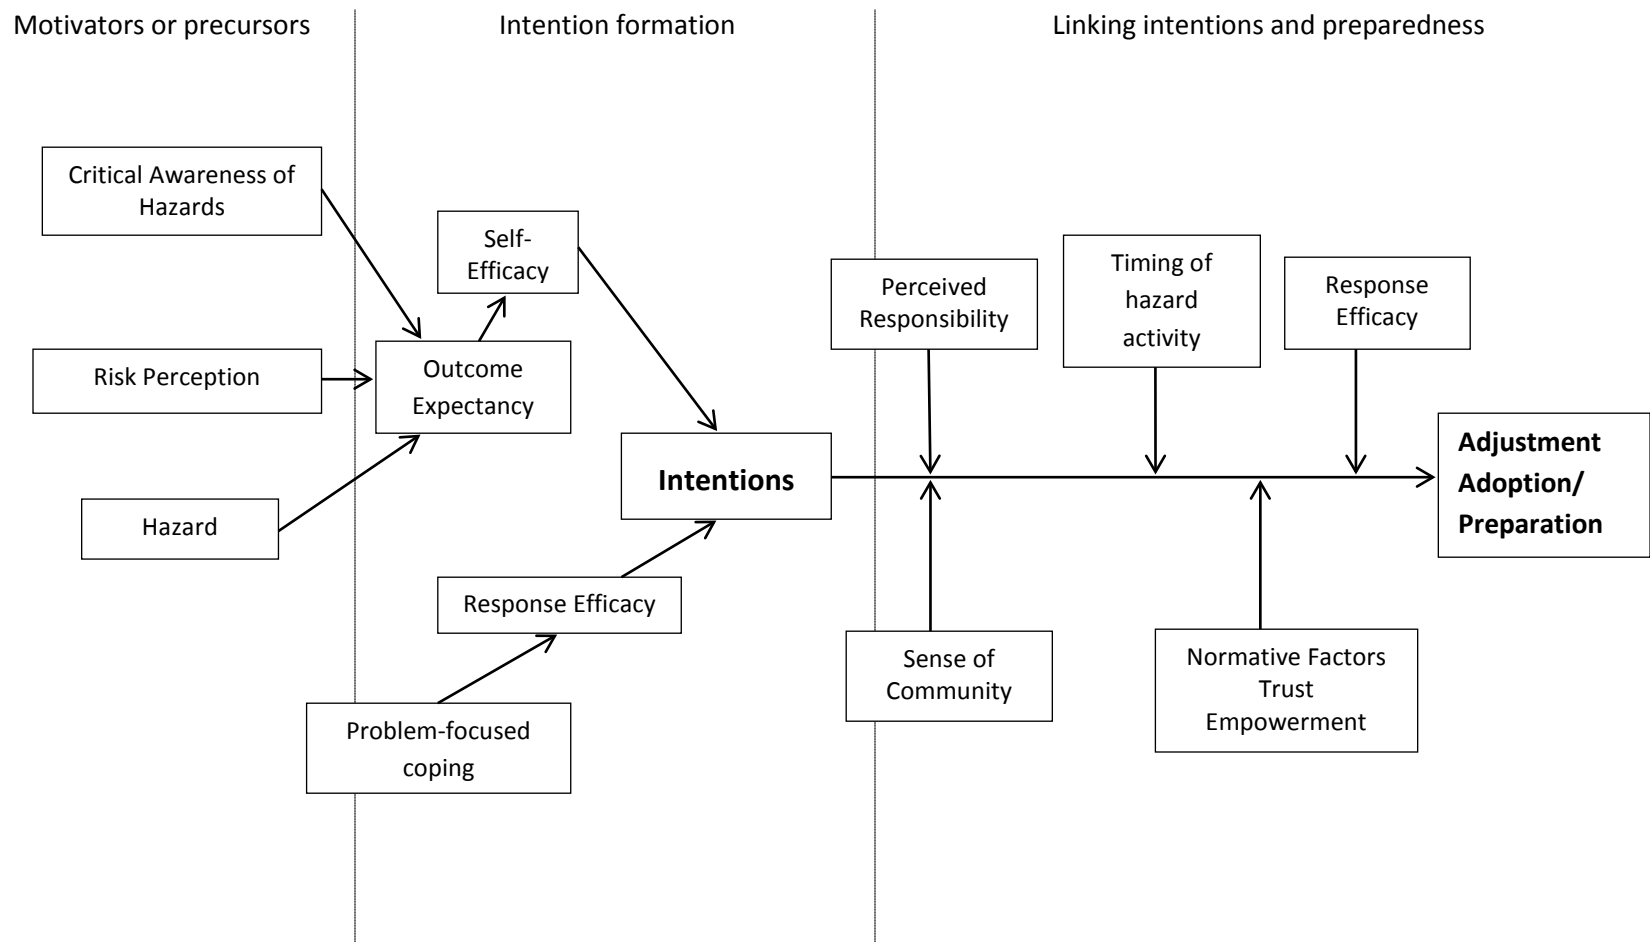 Motivators or precursors
Intention formation
Linking intentions and preparedness
Critical Awareness of
Hazards
Self-
Efficacy
Perceived
Responsibility
Timing of
hazard
activity
Response
Efficacy
Risk Perception
Outcome
Expectancy
Intentions
Adjustment
Adoption/
Preparation
Hazard
Response Efficacy
Sense of
Community
Normative Factors
Trust
Empowerment
Problem-focused
coping